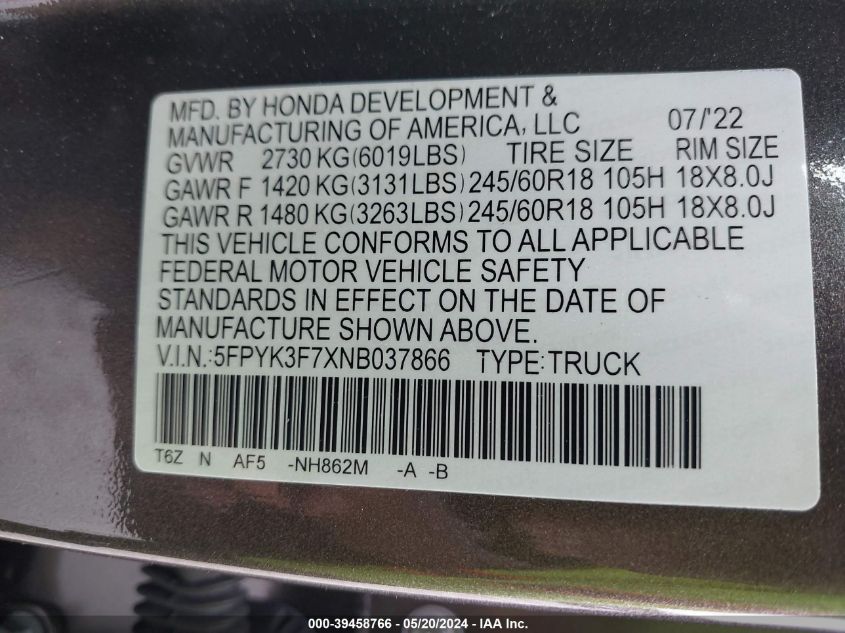 MFD. BY HONDA DEVELOPMENT &
MANUFACTURING OF AMERICA, LLC 07/'22
GVWR 2730 KG(6019LBS) TIRE SIZE RIM SIZE
GAWR F 1420 KG(3131LBS) 245/60R18 105H 18X8.0J
GAWR R 1480 KG(3263LBS) 245/60R18 105H 18X8.0J
THIS VEHICLE CONFORMS TO ALL APPLICABLE
FEDERAL MOTOR VEHICLE SAFETY
STANDARDS IN EFFECT ON THE DATE OF
MANUFACTURE SHOWN ABOVE.
V.I.N.:5FPYK3F7XNB037866 TYPE:TRUCK
T6Z N AF5 -NH862M -A -B
000-39458766 - 05/20/2024 - IAA Inc.